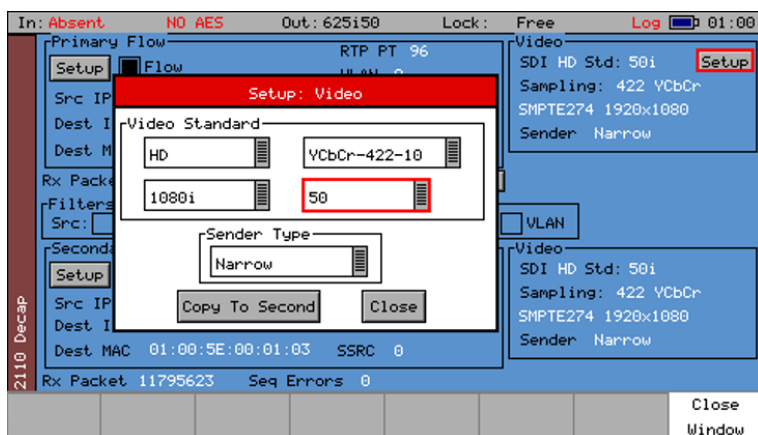 In: Absent NO AES Out: 625i50 Lock: Free Log 01:00
Primary Flow
RTP PT 96
Setup Flow
Src IP
Dest I
Dest M
Rx Packe
Filters
Src:
VLAN
Video
SDI HD Std: 50i Setup
Sampling: 422 YCbCr
SMPTE274 1920x1080
Sender Narrow
Setup: Video
Video Standard
HD YCbCr-422-10
1080i 50
Sender Type
Narrow
Copy To Second Close
Seconda
Setup
Src IP
Dest I
Dest MAC 01:00:5E:00:01:03 SSRC 0
Rx Packet 11795623 Seq Errors 0
Video
SDI HD Std: 50i
Sampling: 422 YCbCr
SMPTE274 1920x1080
Sender Narrow
2110 Decap
Close
Window